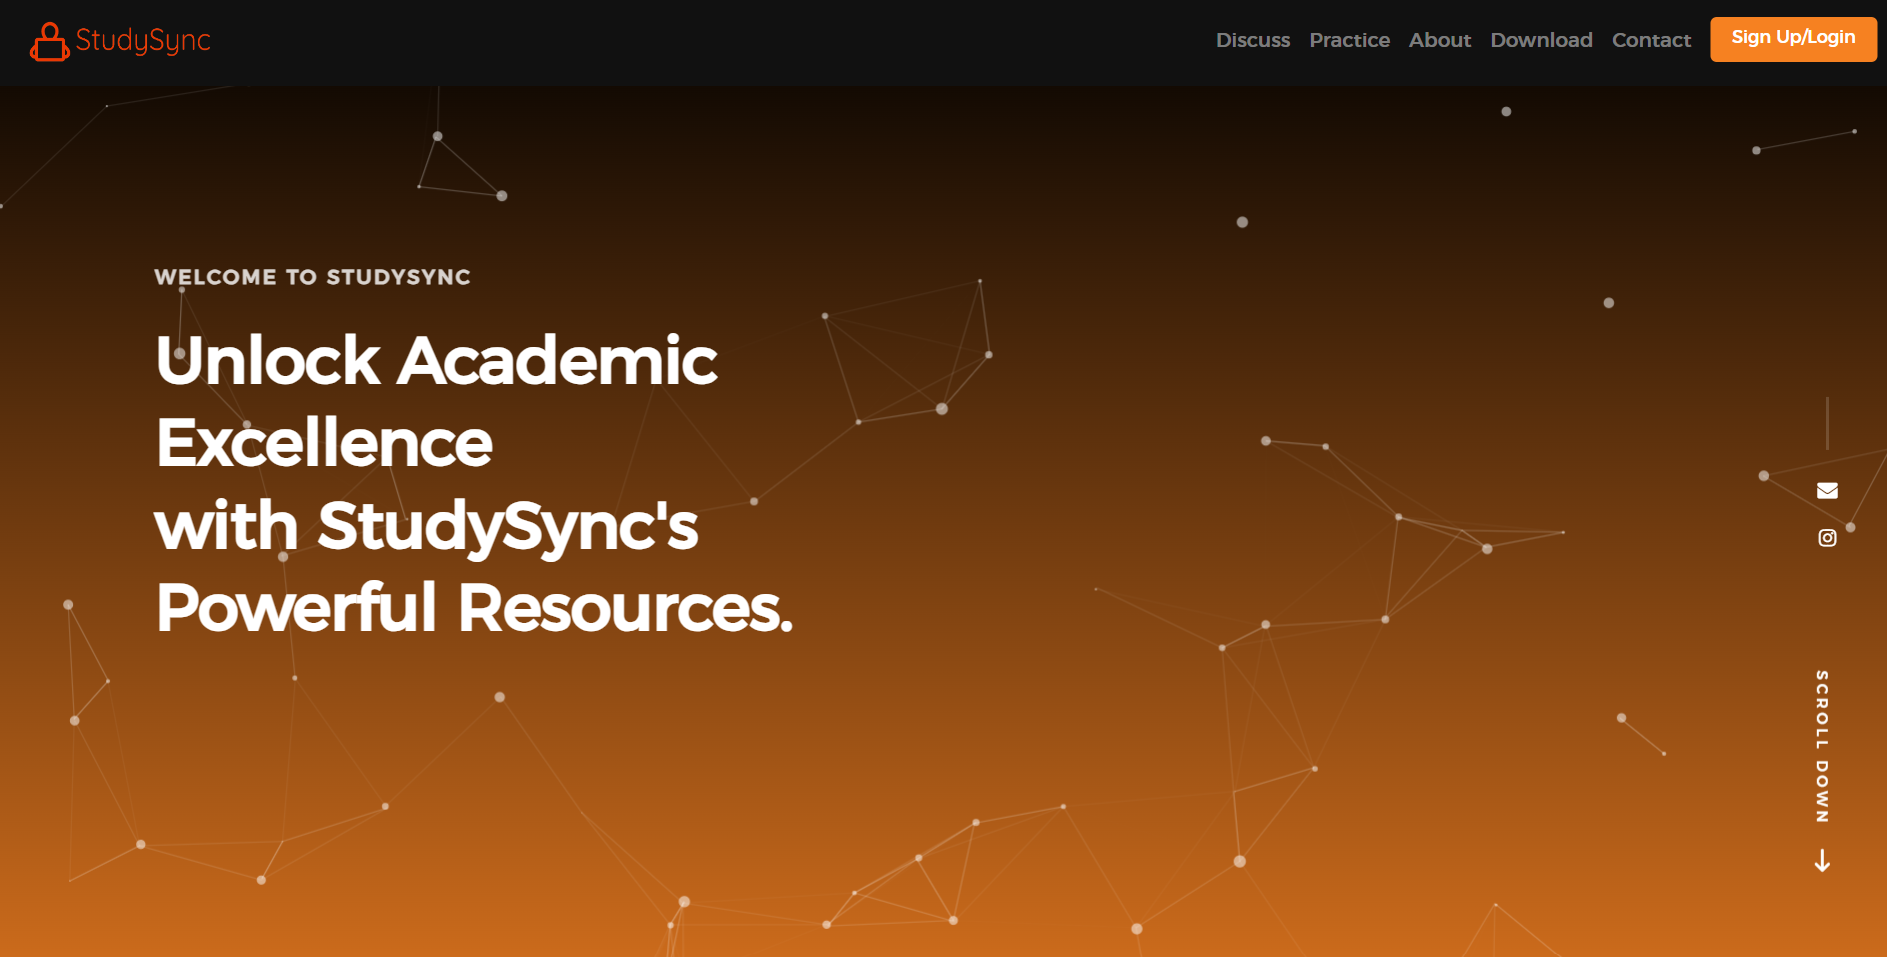 StudySync
Discuss Practice About Download Contact Sign Up/Login
WELCOME TO STUDYSYNC
Unlock Academic
Excellence
with StudySync's
Powerful Resources.
SCROLL DOWN